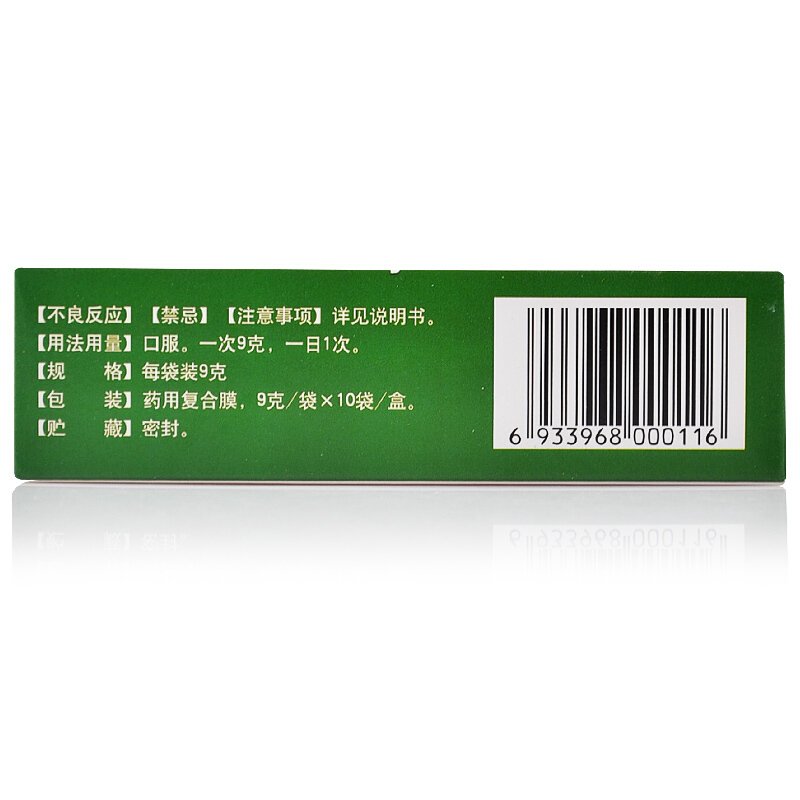 【不良反应】【禁忌】【注意事项】详见说明书。
【用法用量】口服。一次9克，一日1次。
【规　　格】每袋装9克
【包　　装】药用复合膜，9克/袋×10袋/盒。
【贮　　藏】密封。
6 933968 000116